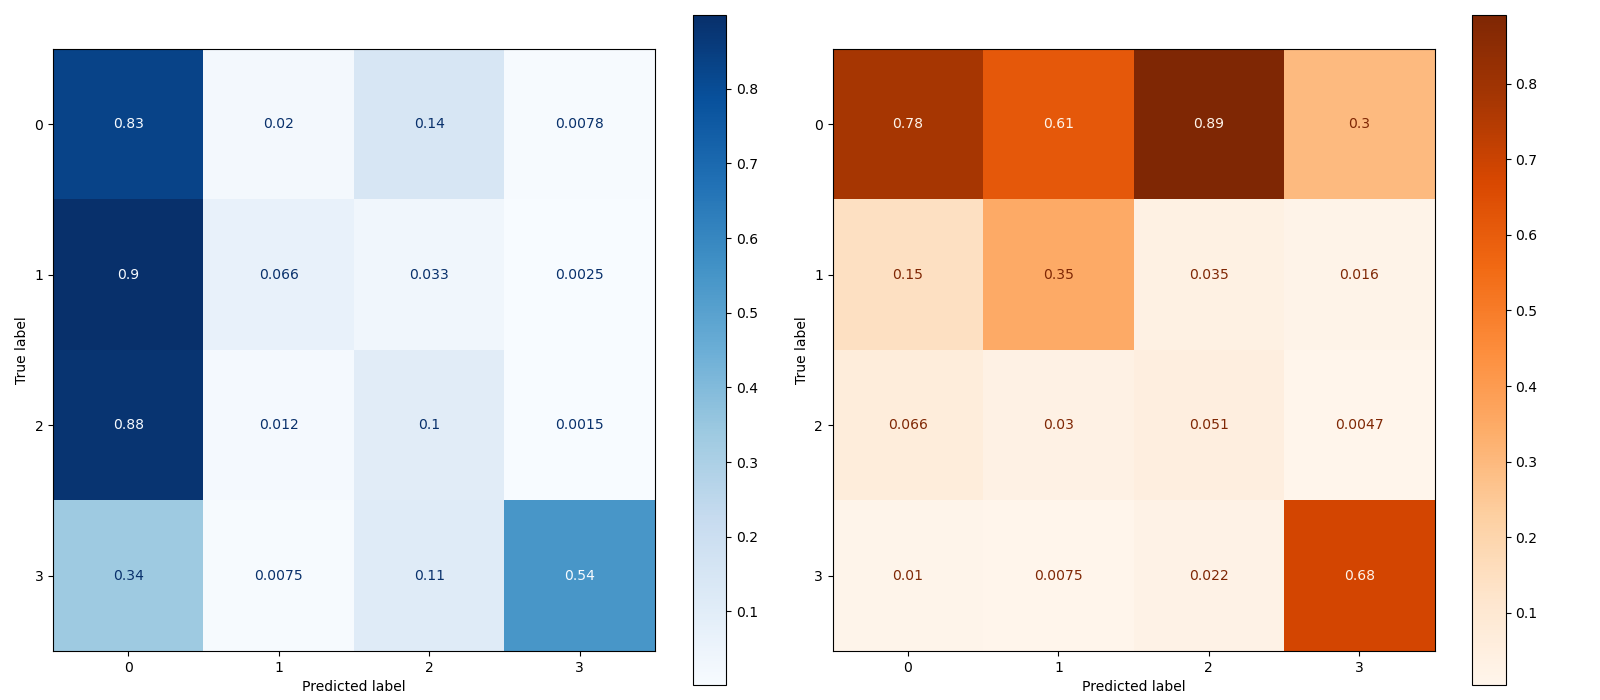 0.83 0.02 0.14 0.0078
0.9 0.066 0.033 0.0025
0.88 0.012 0.1 0.0015
0.34 0.0075 0.11 0.54
0
1
2
3
True label
0 1 2 3
Predicted label
0.8
0.7
0.6
0.5
0.4
0.3
0.2
0.1
0.78 0.61 0.89 0.3
0.15 0.35 0.035 0.016
0.066 0.03 0.051 0.0047
0.01 0.0075 0.022 0.68
0
1
2
3
True label
0 1 2 3
Predicted label
0.8
0.7
0.6
0.5
0.4
0.3
0.2
0.1